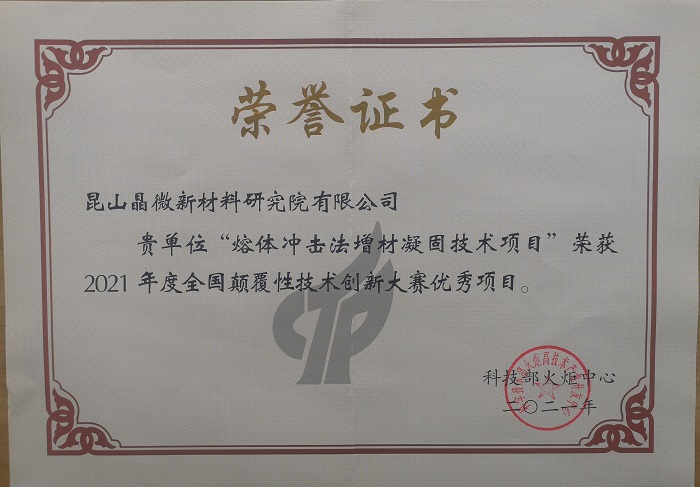 荣誉证书
昆山晶微新材料研究院有限公司
贵单位“熔体冲击法增材凝固技术项目”荣获
2021年度全国颠覆性技术创新大赛优秀项目。
科技部火炬中心
二〇二一年